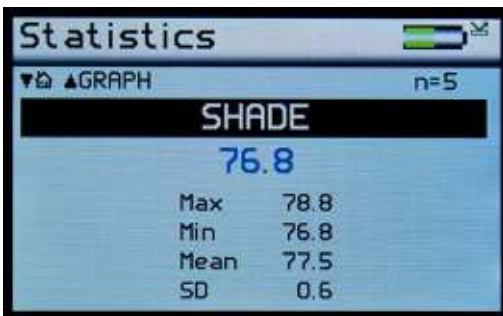 Statistics
▼⌂ ▲GRAPH n=5
SHADE
76.8
Max 78.8
Min 76.8
Mean 77.5
SD 0.6